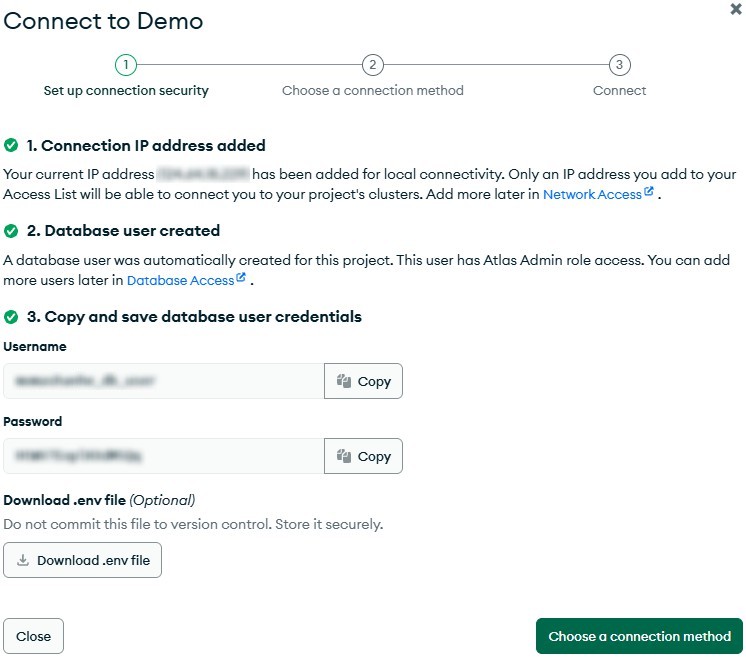 Connect to Demo
1
2
3
Set up connection security
Choose a connection method
Connect
1. Connection IP address added
Your current IP address has been added for local connectivity. Only an IP address you add to your
Access List will be able to connect you to your project's clusters. Add more later in Network Access .
2. Database user created
A database user was automatically created for this project. This user has Atlas Admin role access. You can add
more users later in Database Access .
3. Copy and save database user credentials
Username
Copy
Password
Copy
Download .env file (Optional)
Do not commit this file to version control. Store it securely.
Download .env file
Close
Choose a connection method